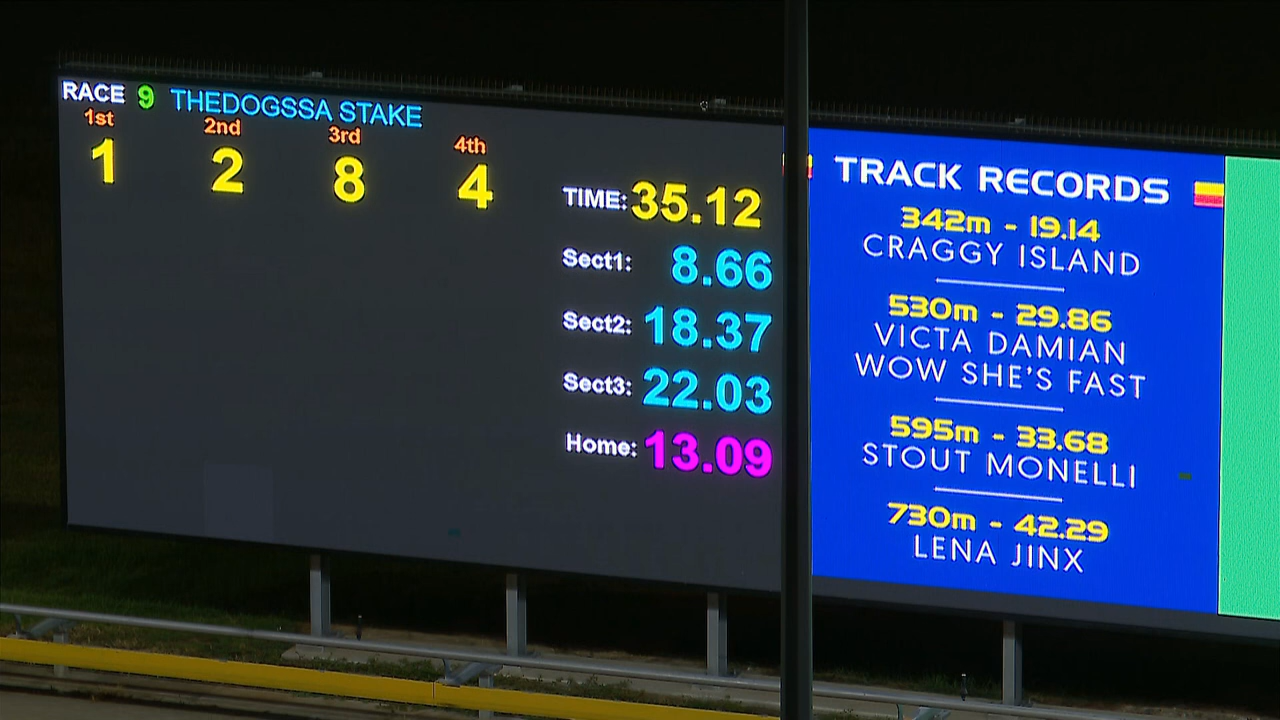 RACE 9 THEDOGSSA STAKE
1st 2nd 3rd 4th
1 2 8 4
TIME: 35.12
Sect1: 8.66
Sect2: 18.37
Sect3: 22.03
Home: 13.09
TRACK RECORDS
342m - 19.14
CRAGGY ISLAND
530m - 29.86
VICTA DAMIAN
WOW SHE'S FAST
595m - 33.68
STOUT MONELLI
730m - 42.29
LENA JINX